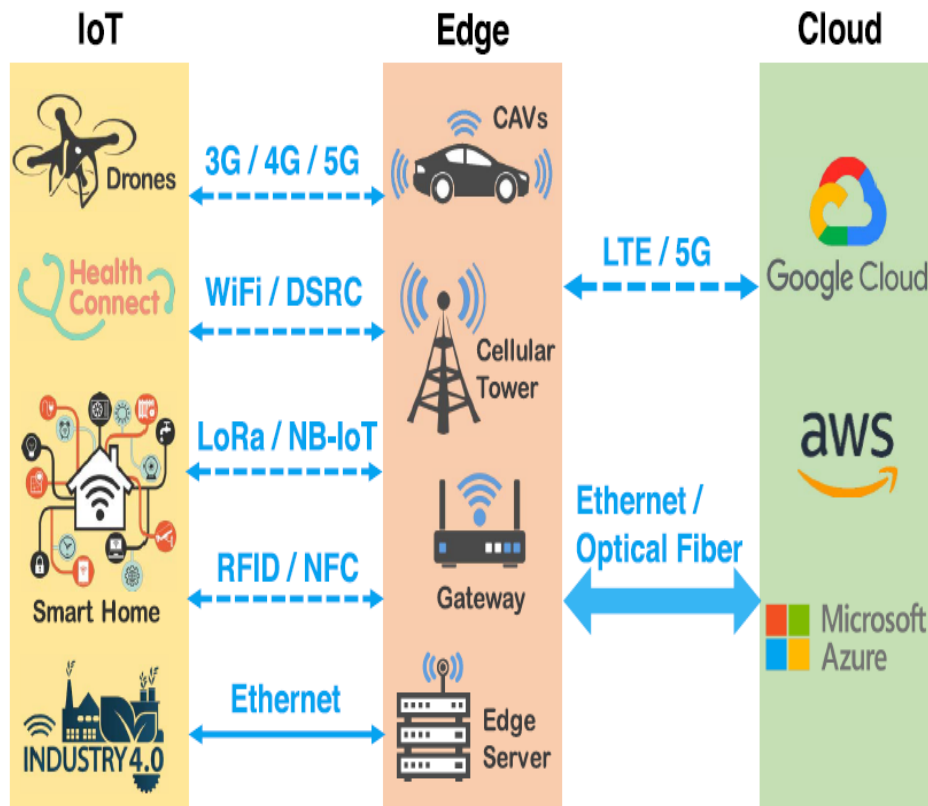 IoT
Edge
Cloud
Drones
3G / 4G / 5G
CAVs
LTE / 5G
Google Cloud
Health
Connect
WiFi / DSRC
Cellular
Tower
aws
LoRa / NB-IoT
Ethernet /
Optical Fiber
Smart Home
RFID / NFC
Gateway
Microsoft
Azure
INDUSTRY 4.0
Ethernet
Edge
Server